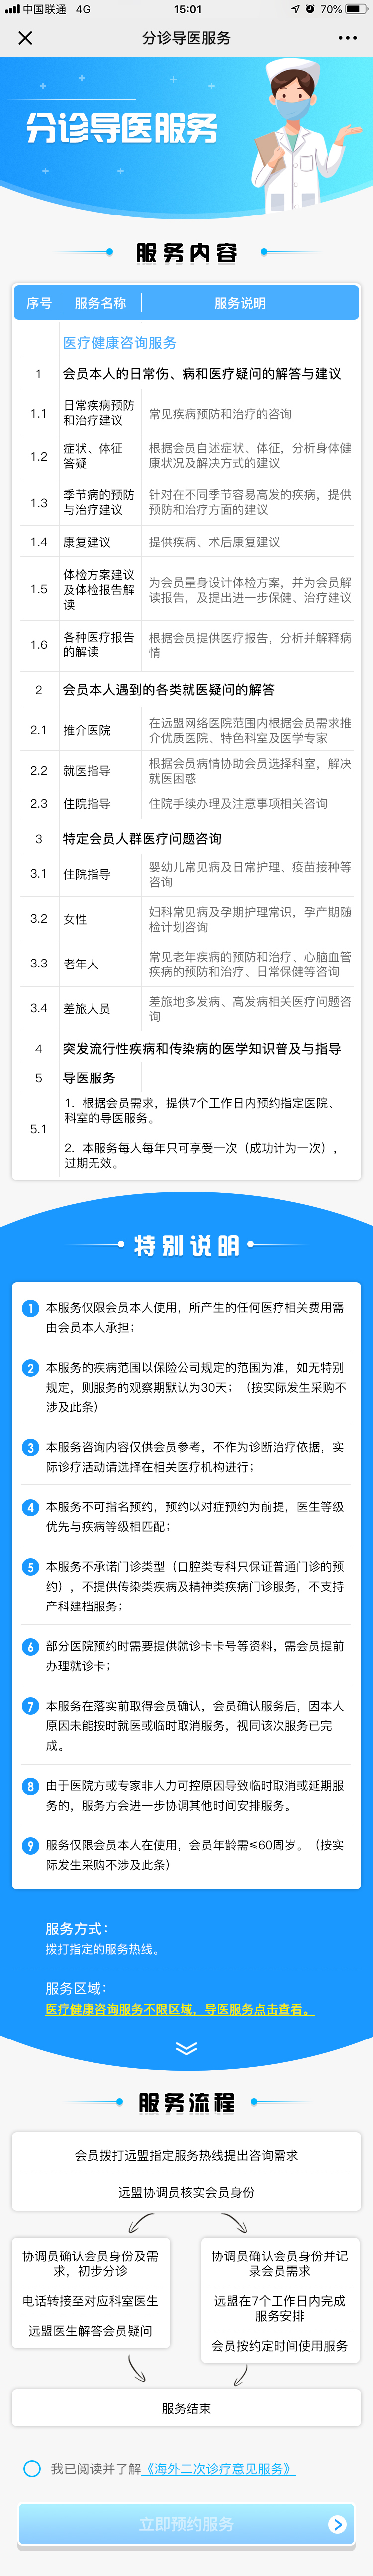 中国联通 4G 15:01 70%
分诊导医服务
分诊导医服务
服务内容
序号 服务名称 服务说明
医疗健康咨询服务
1 会员本人的日常伤、病和医疗疑问的解答与建议
1.1 日常疾病预防和治疗建议 常见疾病预防和治疗的咨询
1.2 症状、体征答疑 根据会员自述症状、体征，分析身体健康状况及解决方式的建议
1.3 季节病的预防与治疗建议 针对在不同季节容易高发的疾病，提供预防和治疗方面的建议
1.4 康复建议 提供疾病、术后康复建议
1.5 体检方案建议及体检报告解读 为会员量身设计体检方案，并为会员解读报告，及提出进一步保健、治疗建议
1.6 各种医疗报告的解读 根据会员提供医疗报告，分析并解释病情
2 会员本人遇到的各类就医疑问的解答
2.1 推介医院 在远盟网络医院范围内根据会员需求推介优质医院、特色科室及医学专家
2.2 就医指导 根据会员病情协助会员选择科室，解决就医困惑
2.3 住院指导 住院手续办理及注意事项相关咨询
3 特定会员人群医疗问题咨询
3.1 住院指导 婴幼儿常见病及日常护理、疫苗接种等咨询
3.2 女性 妇科常见病及孕期护理常识，孕产期随检计划咨询
3.3 老年人 常见老年疾病的预防和治疗、心脑血管疾病的预防和治疗、日常保健等咨询
3.4 差旅人员 差旅地多发病、高发病相关医疗问题咨询
4 突发流行性疾病和传染病的医学知识普及与指导
5 导医服务
5.1 1. 根据会员需求，提供7个工作日内预约指定医院、
科室的导医服务。
2. 本服务每人每年只可享受一次（成功计为一次），
过期无效。
特别说明
1 本服务仅限会员本人使用，所产生的任何医疗相关费用需
由会员本人承担；
2 本服务的疾病范围以保险公司规定的范围为准，如无特别
规定，则服务的观察期默认为30天；（按实际发生采购不
涉及此条）
3 本服务咨询内容仅供会员参考，不作为诊断治疗依据，实
际诊疗活动请选择在相关医疗机构进行；
4 本服务不可指名预约，预约以对症预约为前提，医生等级
优先与疾病等级相匹配；
5 本服务不承诺门诊类型（口腔类专科只保证普通门诊的预
约），不提供传染类疾病及精神类疾病门诊服务，不支持
产科建档服务；
6 部分医院预约时需要提供就诊卡卡号等资料，需会员提前
办理就诊卡；
7 本服务在落实前取得会员确认，会员确认服务后，因本人
原因未能按时就医或临时取消服务，视同该次服务已完
成。
8 由于医院方或专家非人力可控原因导致临时取消或延期服
务的，服务方会进一步协调其他时间安排服务。
9 服务仅限会员本人在使用，会员年龄需≤60周岁。（按实
际发生采购不涉及此条）
服务方式：
拨打指定的服务热线。
服务区域：
医疗健康咨询服务不限区域，导医服务点击查看。
服务流程
会员拨打远盟指定服务热线提出咨询需求
远盟协调员核实会员身份
协调员确认会员身份及需
求，初步分诊
电话转接至对应科室医生
远盟医生解答会员疑问
协调员确认会员身份并记
录会员需求
远盟在7个工作日内完成
服务安排
会员按约定时间使用服务
服务结束
我已阅读并了解《海外二次诊疗意见服务》
立即预约服务